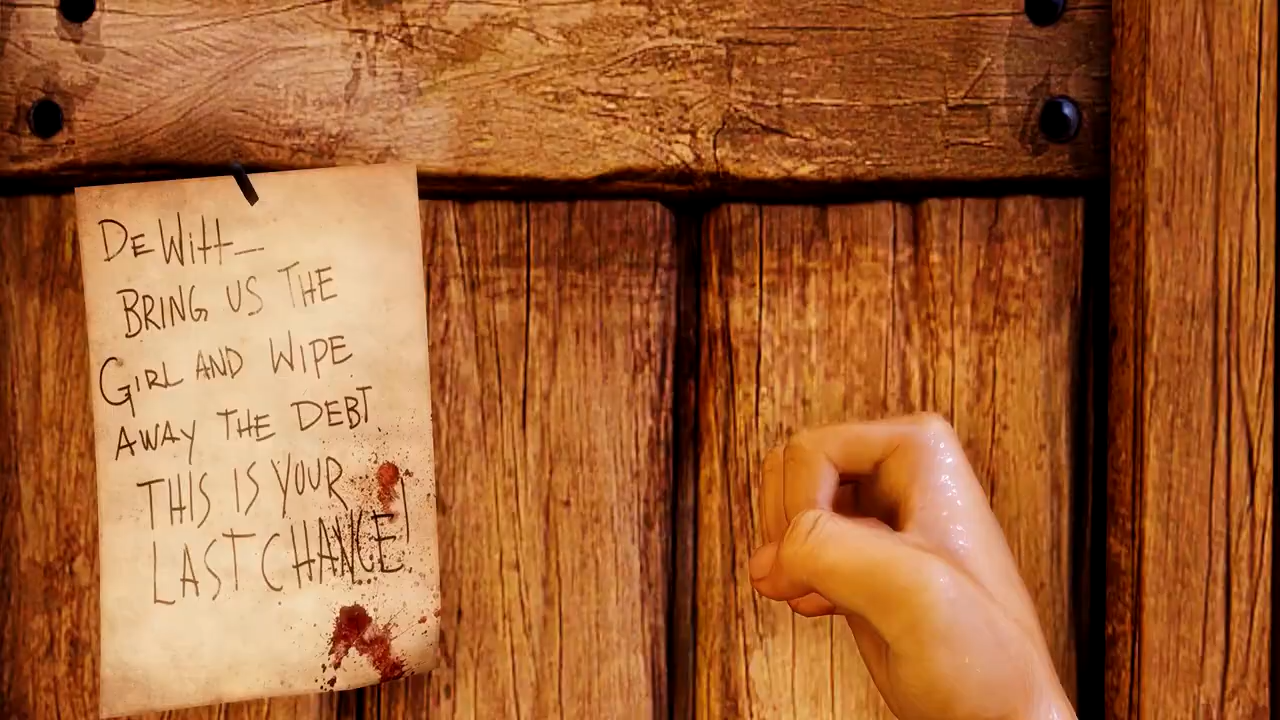 DEWitt—
BRING US THE
GIRL AND WIPE
AWAY THE DEBT.
THIS IS YOUR
LAST CHANCE!